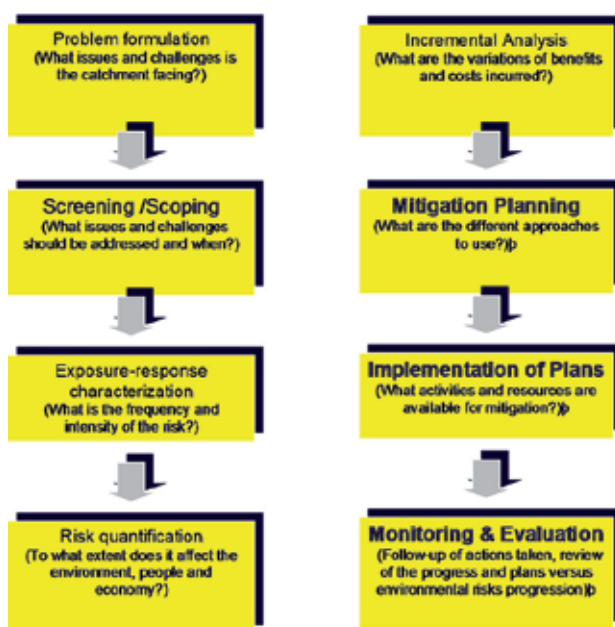 Problem formulation
(What issues and challenges is
the catchment facing?)
Screening /Scoping
(What issues and challenges
should be addressed and when?)
Exposure-response
characterization
(What is the frequency and
intensity of the risk?)
Risk quantification
(To what extent does it affect the
environment, people and
economy?)
Incremental Analysis
(What are the variations of benefits
and costs incurred?)
Mitigation Planning
(What are the different approaches
to use?)þ
Implementation of Plans
(What activities and resources are
available for mitigation?)þ
Monitoring & Evaluation
(Follow-up of actions taken, review
of the progress and plans versus
environmental risks progression)þ